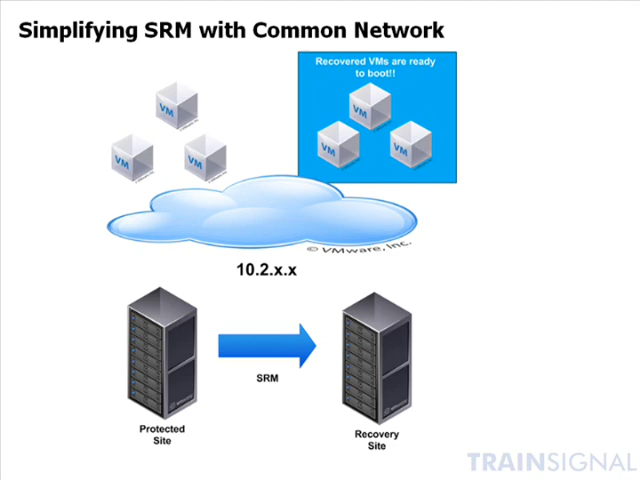 Simplifying SRM with Common Network
Recovered VMs are ready
to boot!!
VM
VM
VM
VM
VM
VM
© VMware, Inc.
10.2.x.x
SRM
Protected
Site
Recovery
Site
TRAINSIGNAL